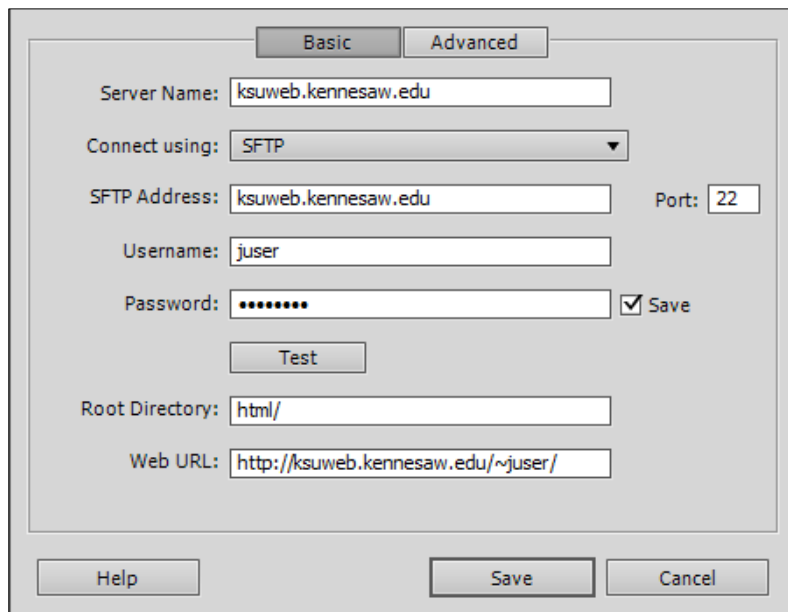 Basic Advanced
Server Name: ksuweb.kennesaw.edu
Connect using: SFTP
SFTP Address: ksuweb.kennesaw.edu Port: 22
Username: juser
Password: •••••••• Save
Test
Root Directory: html/
Web URL: http://ksuweb.kennesaw.edu/~juser/
Help Save Cancel